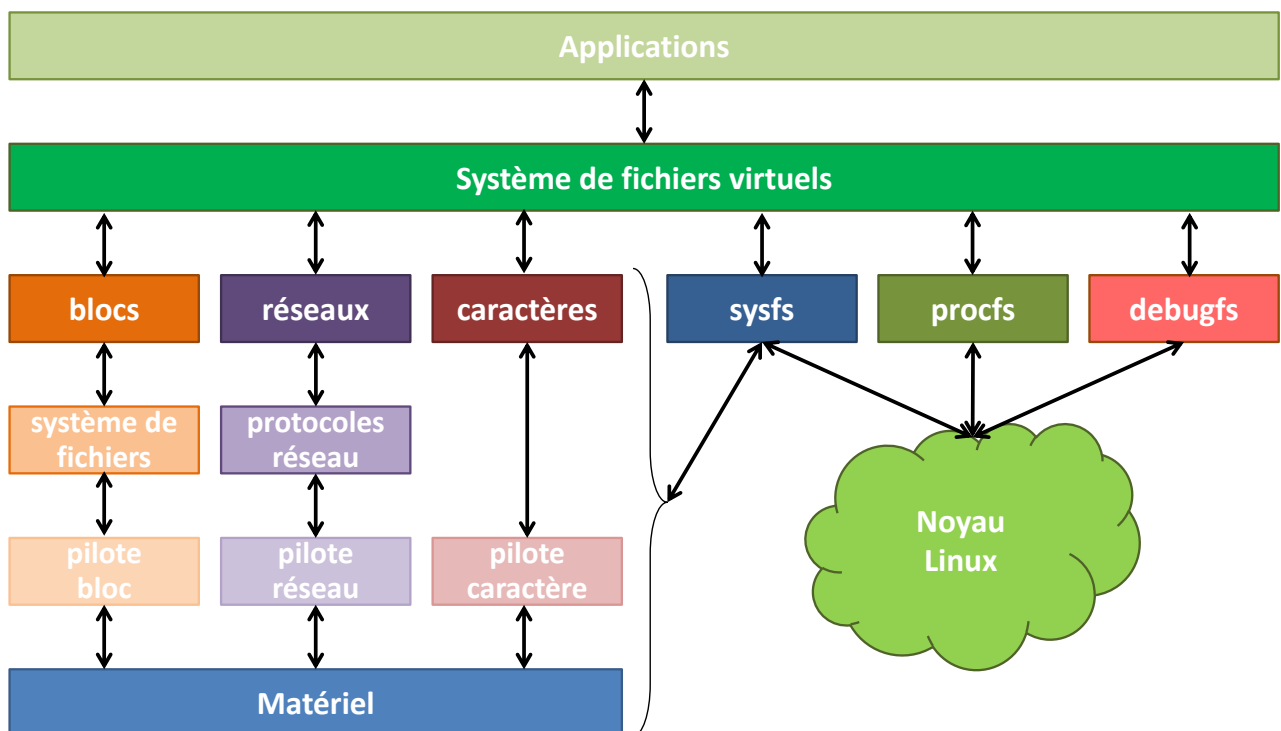 Applications
Système de fichiers virtuels
blocs
réseaux
caractères
sysfs
procfs
debugfs
système de
fichiers
protocoles
réseau
pilote
bloc
pilote
réseau
pilote
caractère
Noyau
Linux
Matériel